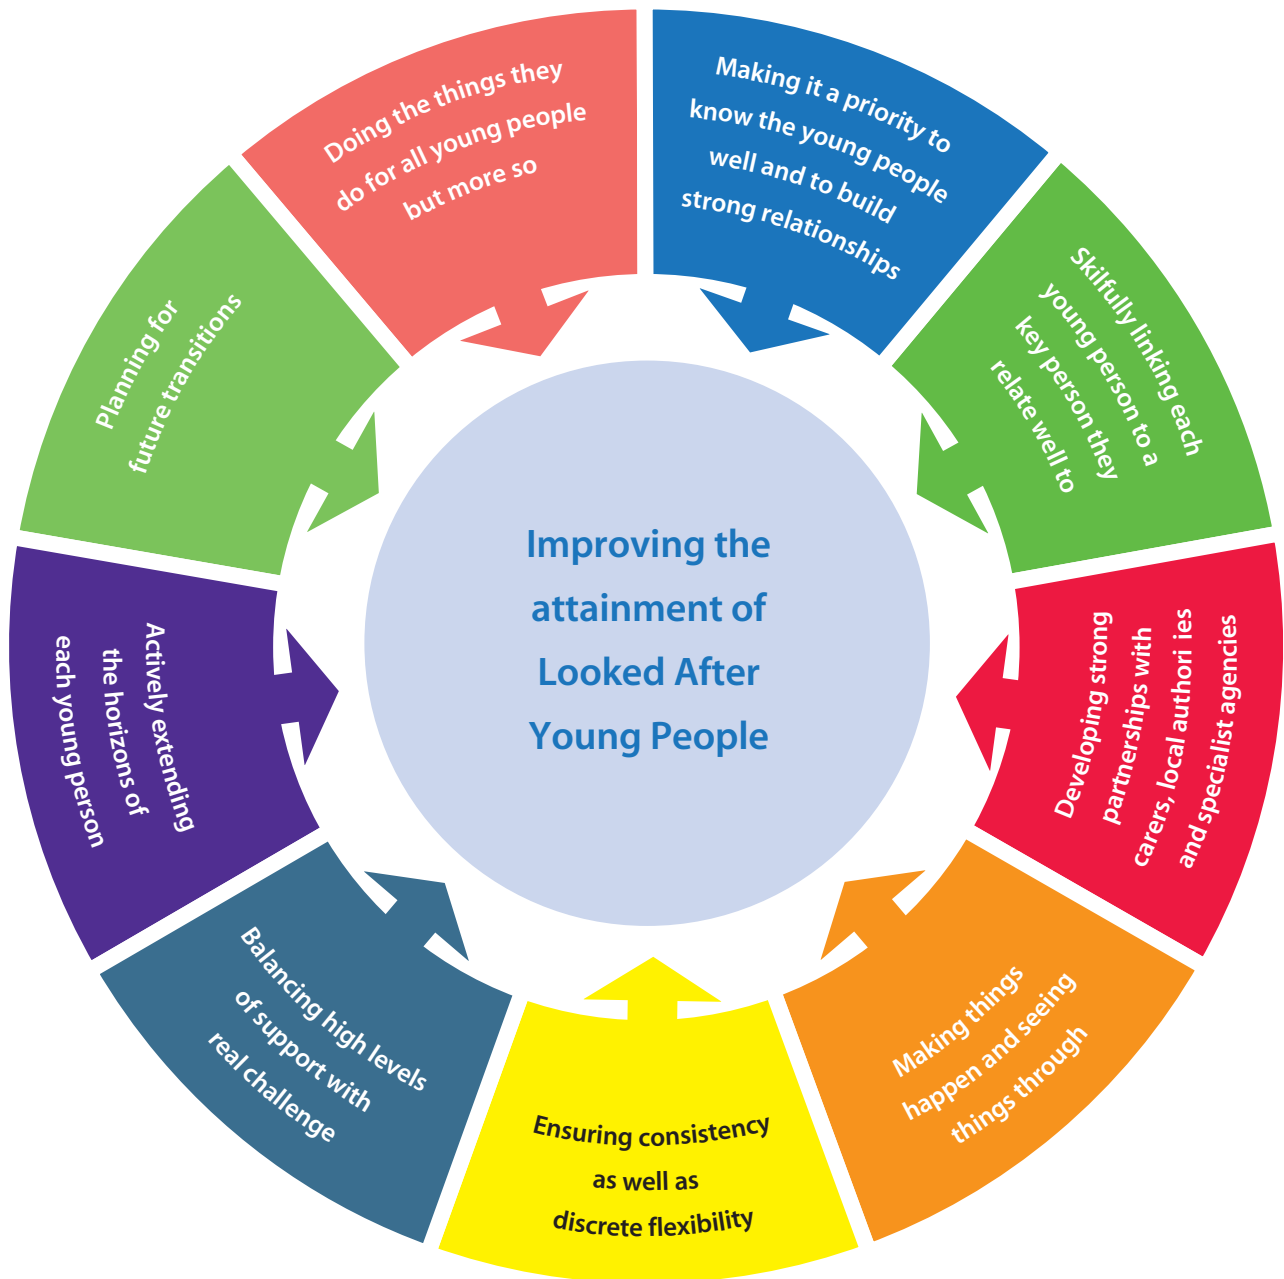 Doing the things they
do for all young people
but more so
Making it a priority to
know the young people
well and to build
strong relationships
Skilfully linking each
young person to a
key person they
relate well to
Developing strong
partnerships with
carers, local authori ies
and specialist agencies
Making things
happen and seeing
things through
Ensuring consistency
as well as
discrete flexibility
Balancing high levels
of support with
real challenge
Actively extending
the horizons of
each young person
Planning for
future transitions
Improving the
attainment of
Looked After
Young People